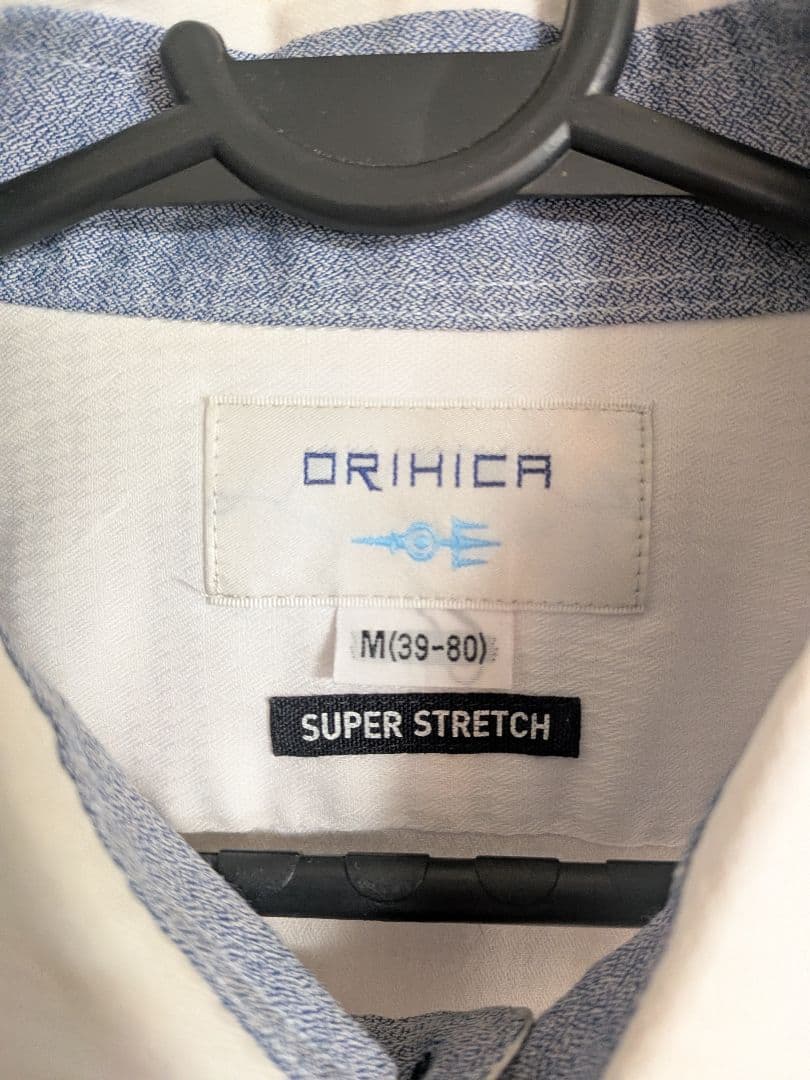 ORIHICA
M(39-80)
SUPER STRETCH